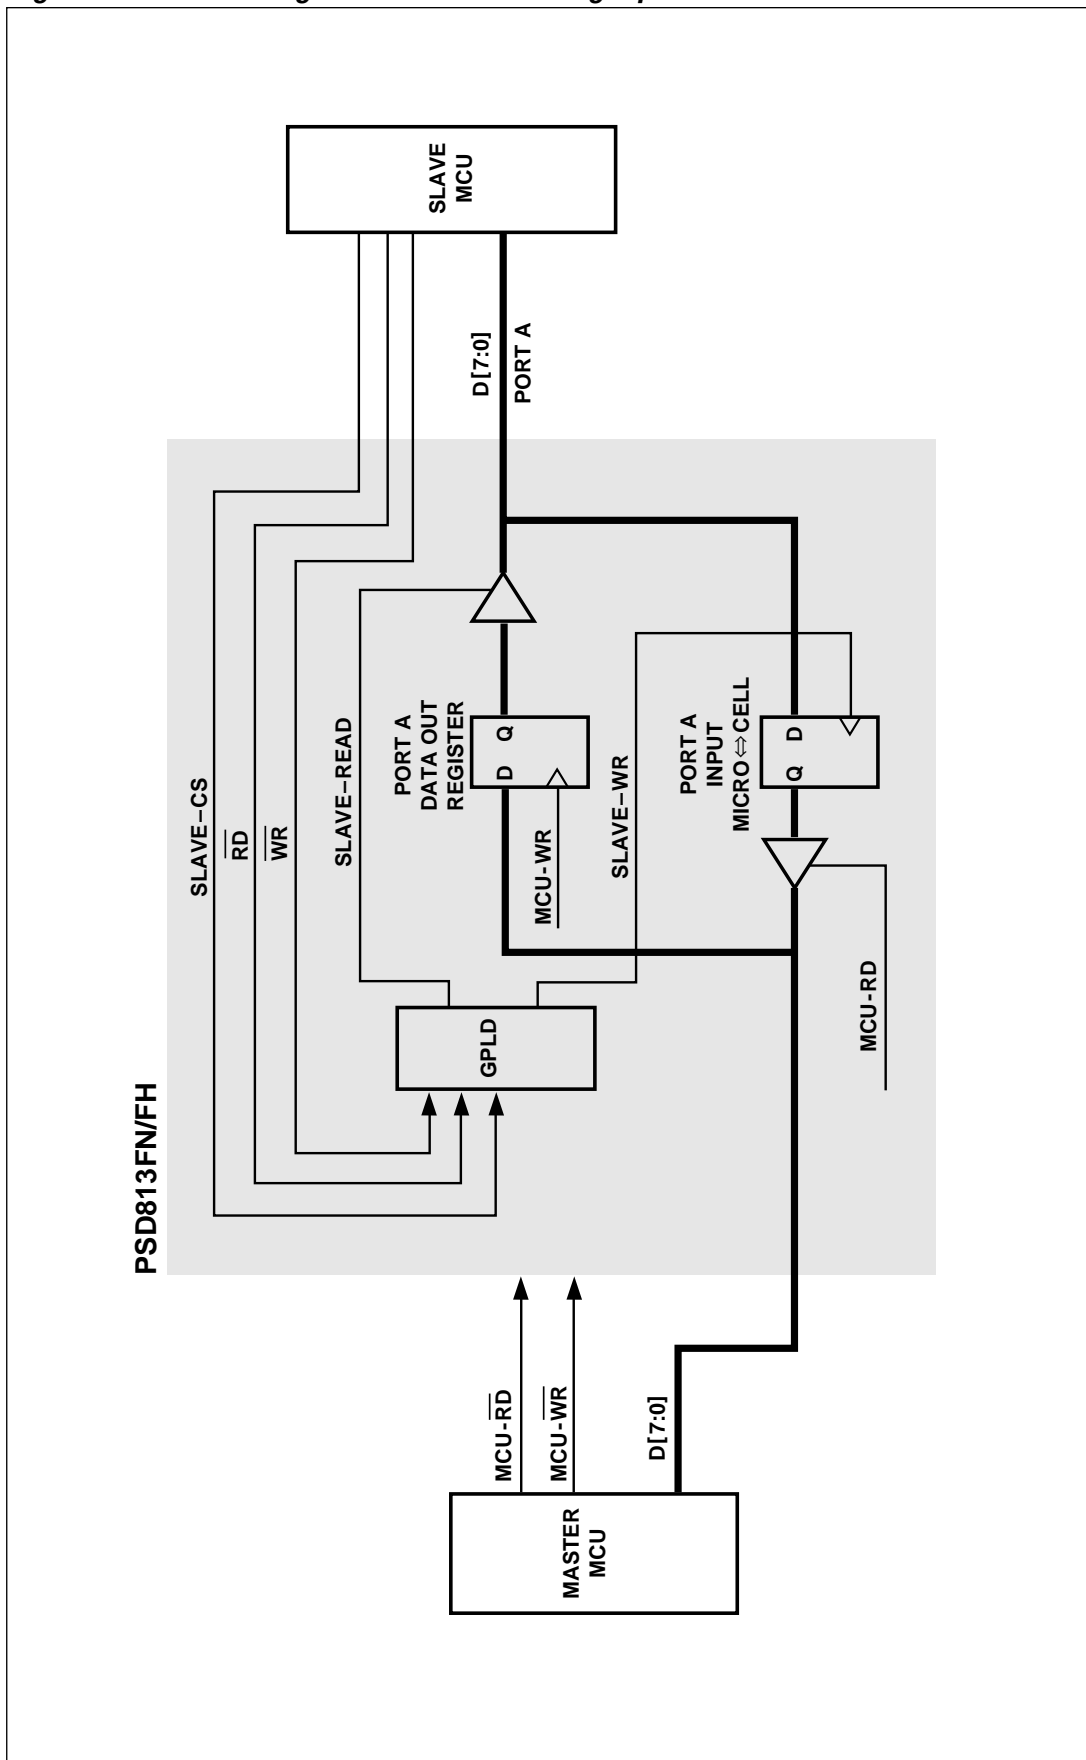 PSD813FN/FH
SLAVE–CS
RD
WR
SLAVE–READ
PORT A
DATA OUT
REGISTER
D Q
MCU-WR
SLAVE–WR
PORT A
INPUT
MICRO⇔CELL
Q D
MCU-RD
GPLD
SLAVE
MCU
D[7:0]
PORT A
MCU-RD
MCU-WR
D[7:0]
MASTER
MCU